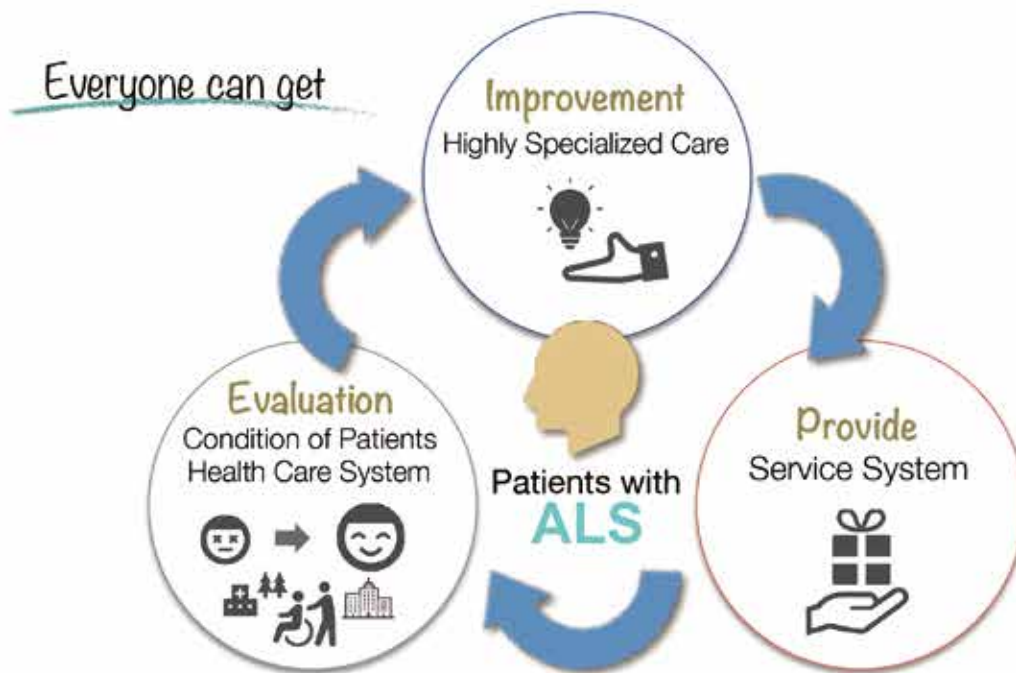 Everyone can get
Improvement
Highly Specialized Care
Evaluation
Condition of Patients
Health Care System
Provide
Service System
Patients with
ALS